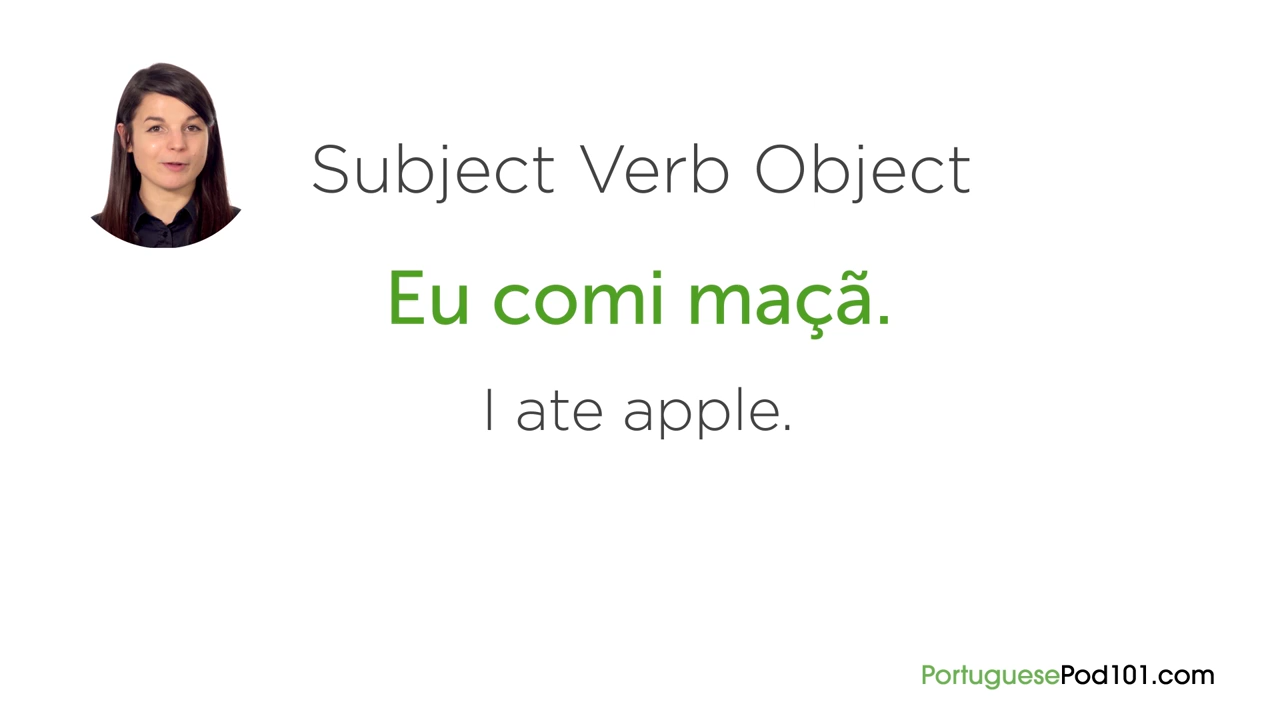 Subject Verb Object
Eu comi maçã.
I ate apple.
PortuguesePod101.com